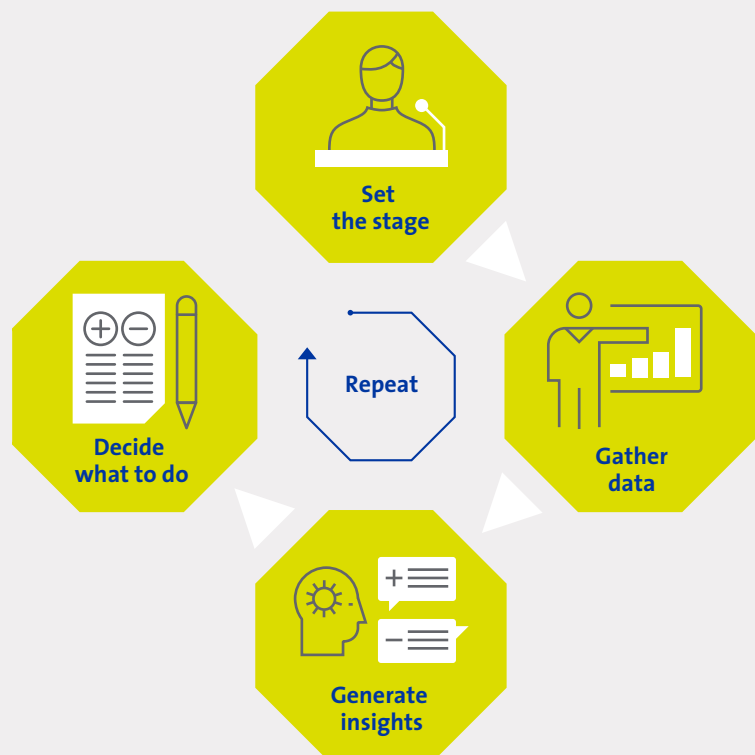 Set
the stage
Gather
data
Generate
insights
Decide
what to do
Repeat